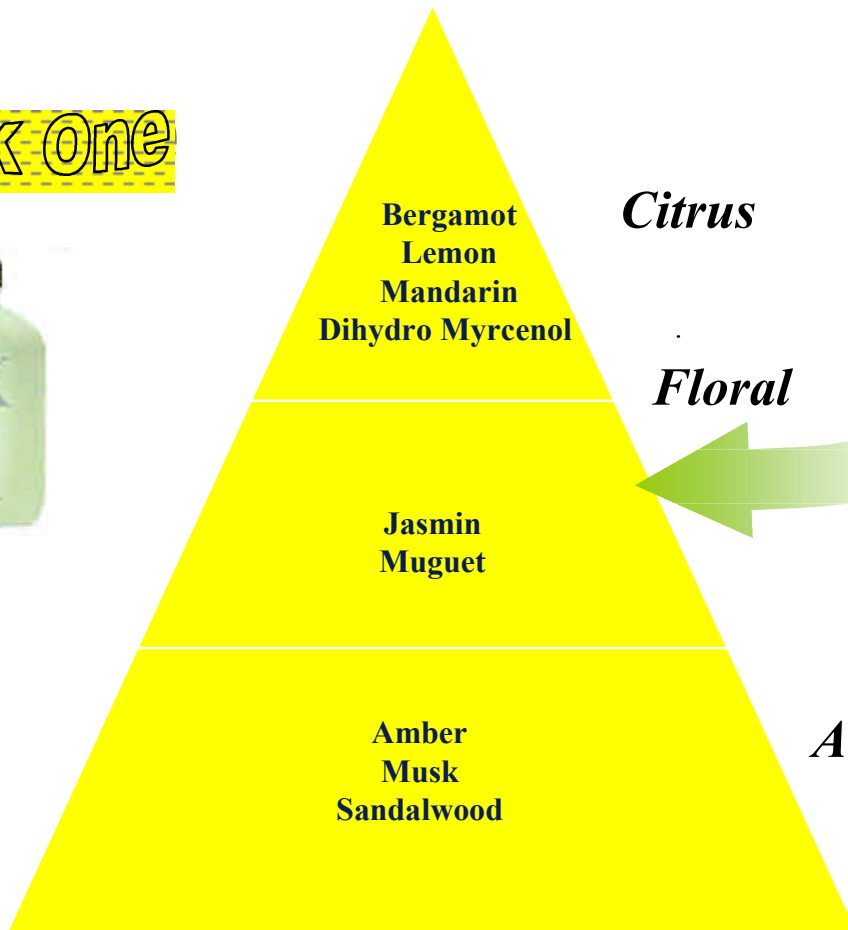 k One
Bergamot
Lemon
Mandarin
Dihydro Myrcenol
Citrus
.
Floral
Jasmin
Muguet
Amber
Musk
Sandalwood
A